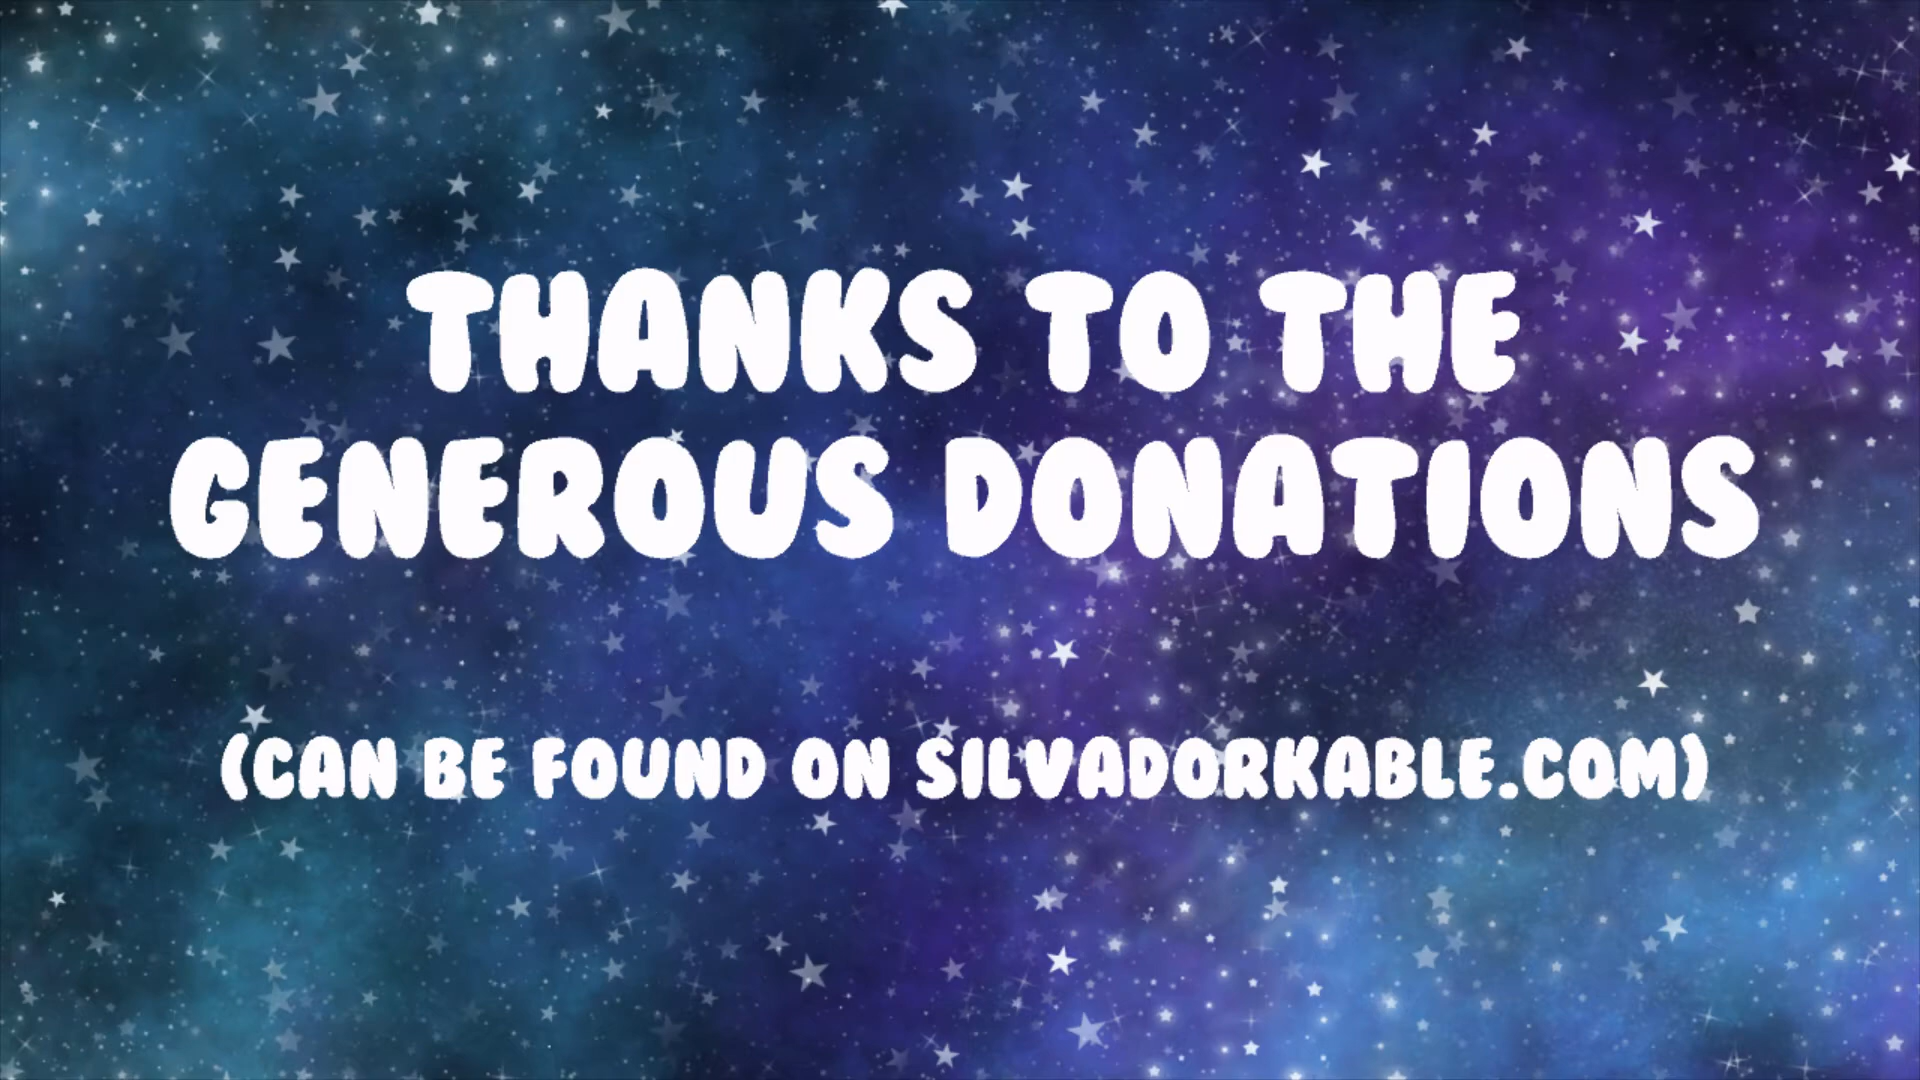 THANKS TO THE
GENEROUS DONATIONS
(CAN BE FOUND ON SILVADORKABLE.COM)